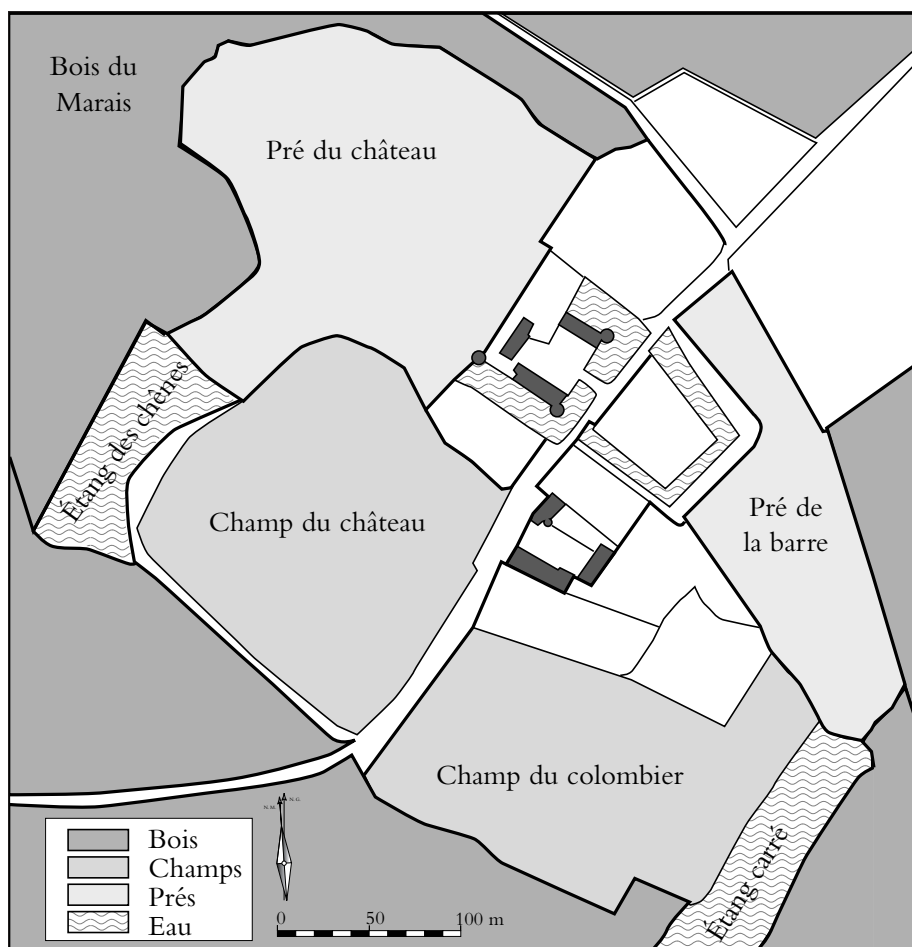 Bois du
Marais
Pré du château
Étang des chênes
Champ du château
Pré de
la barre
Champ du colombier
Étang carré
Bois
Champs
Prés
Eau
N.M.
N.G.
0
50
100 m